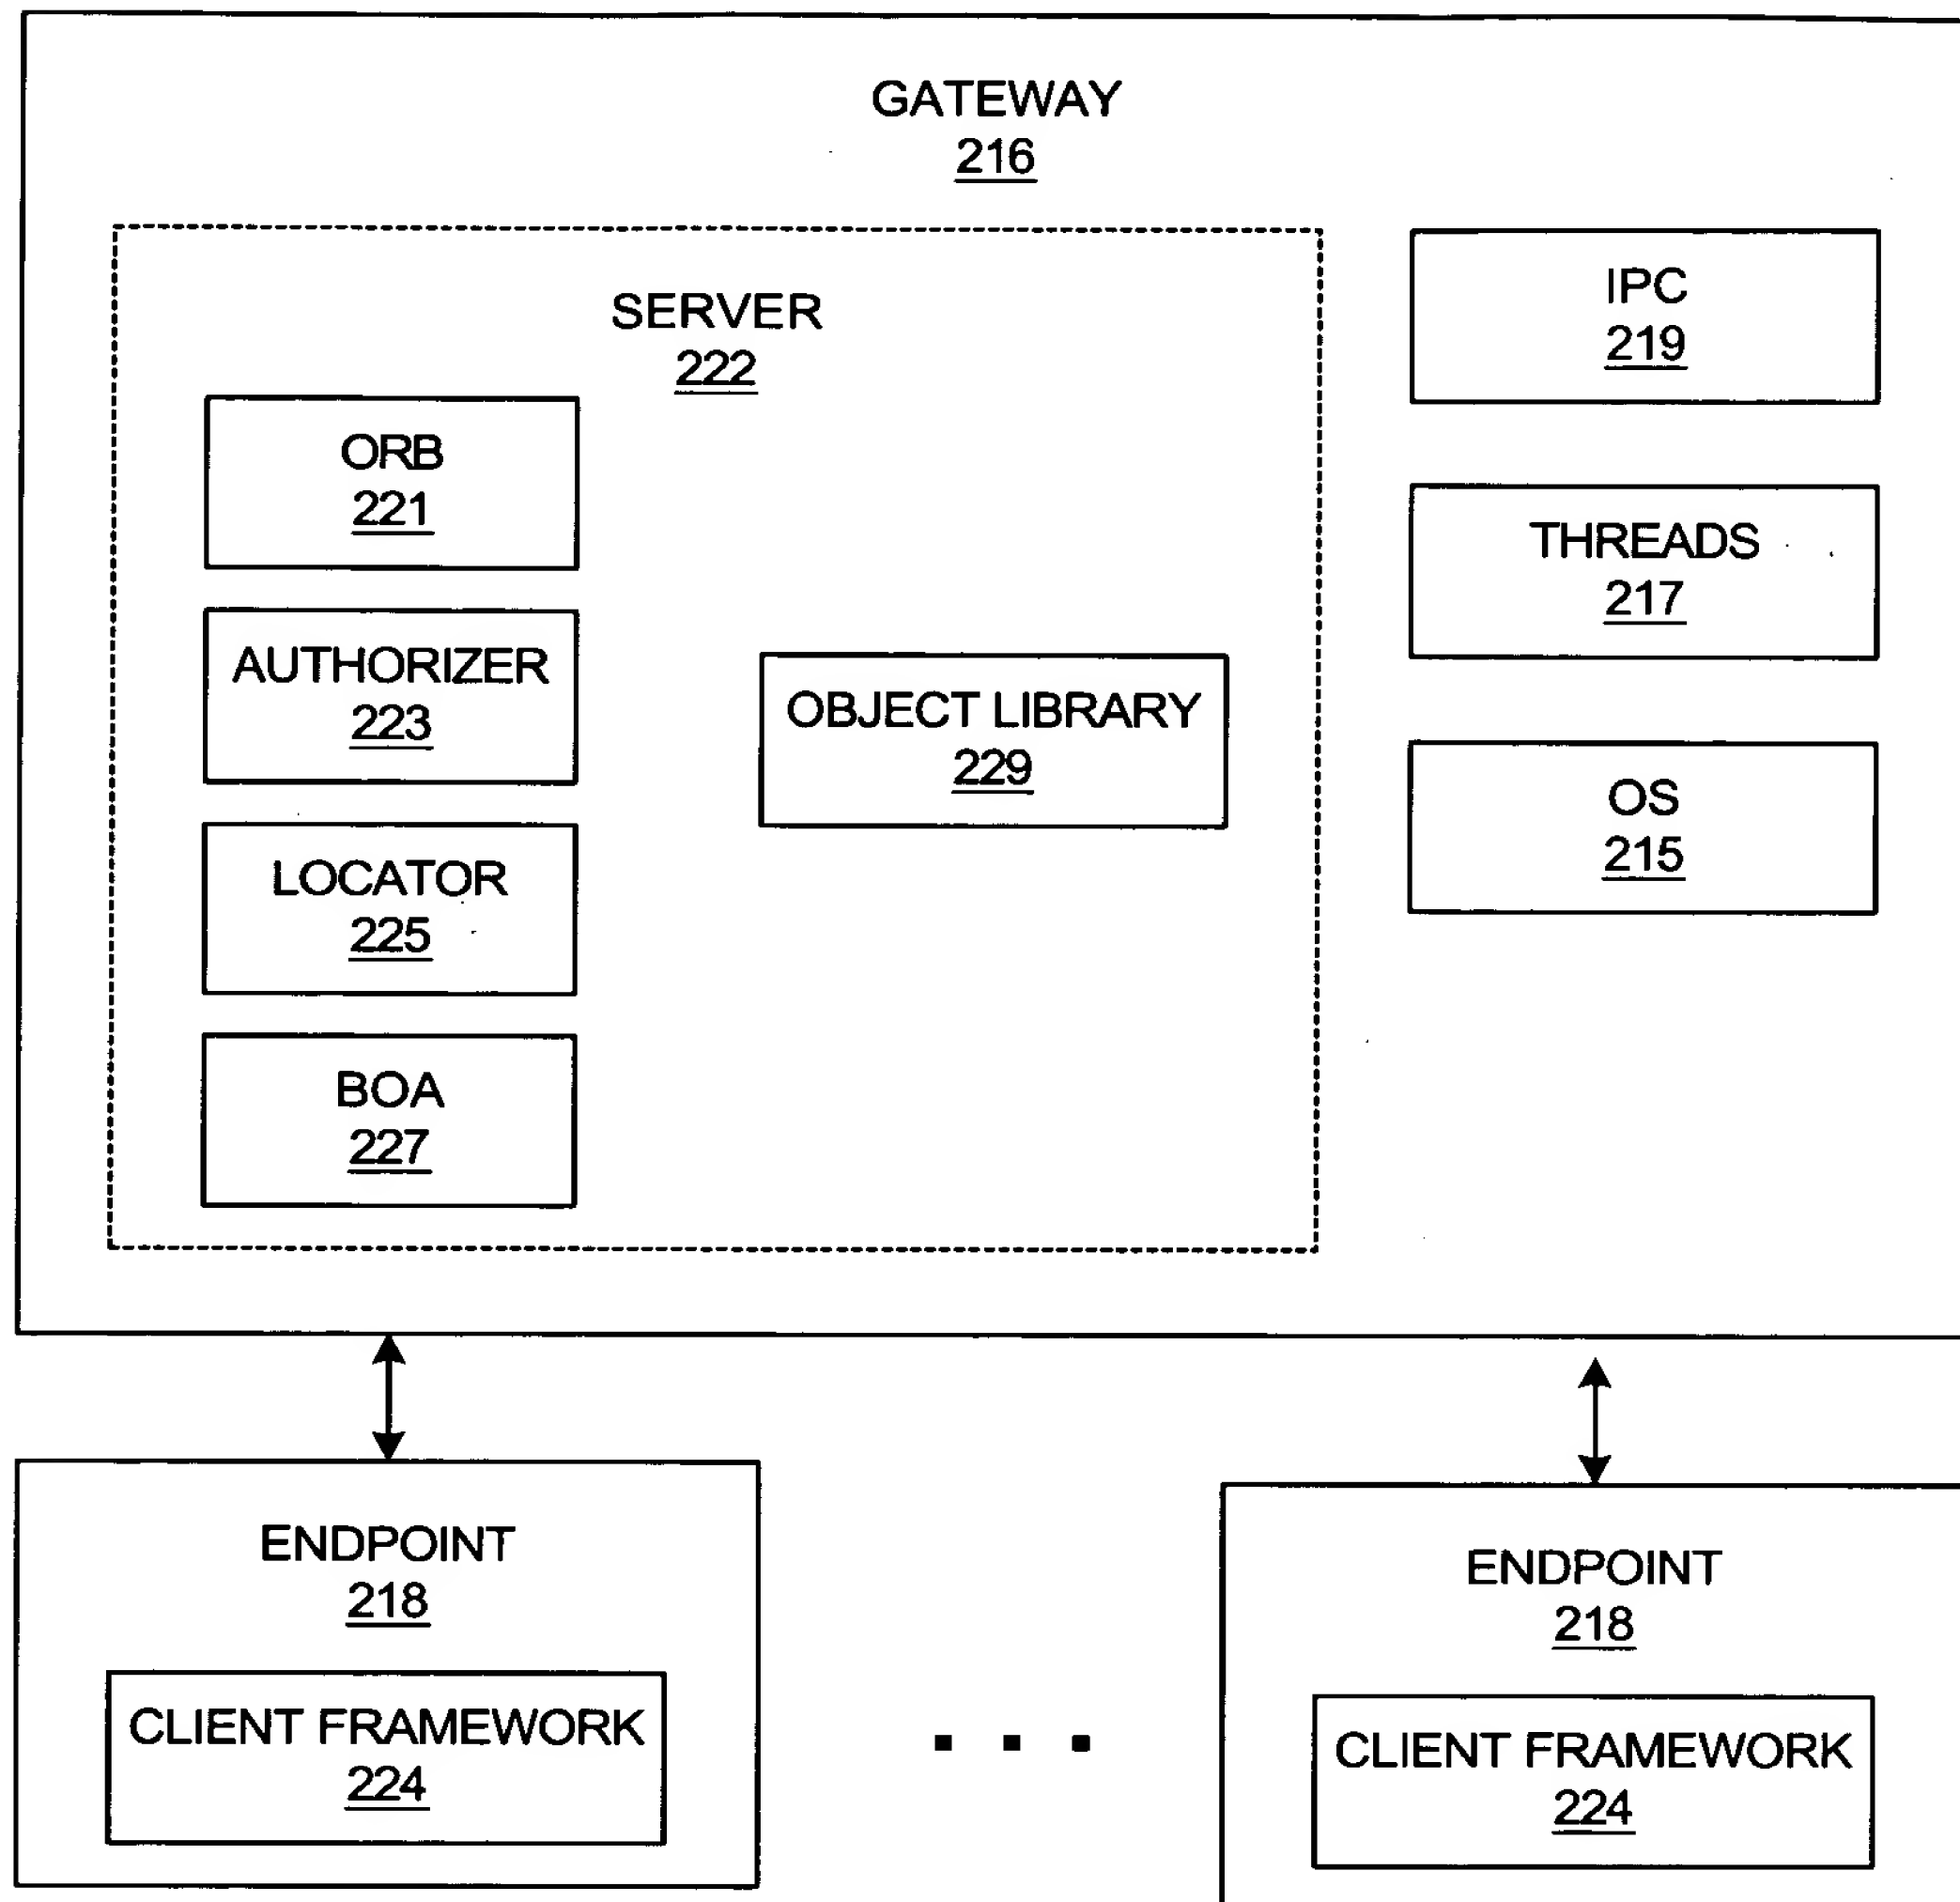 GATEWAY
216
SERVER
222
ORB
221
AUTHORIZER
223
LOCATOR
225
BOA
227
OBJECT LIBRARY
229
IPC
219
THREADS
217
OS
215
ENDPOINT
218
CLIENT FRAMEWORK
224
ENDPOINT
218
CLIENT FRAMEWORK
224